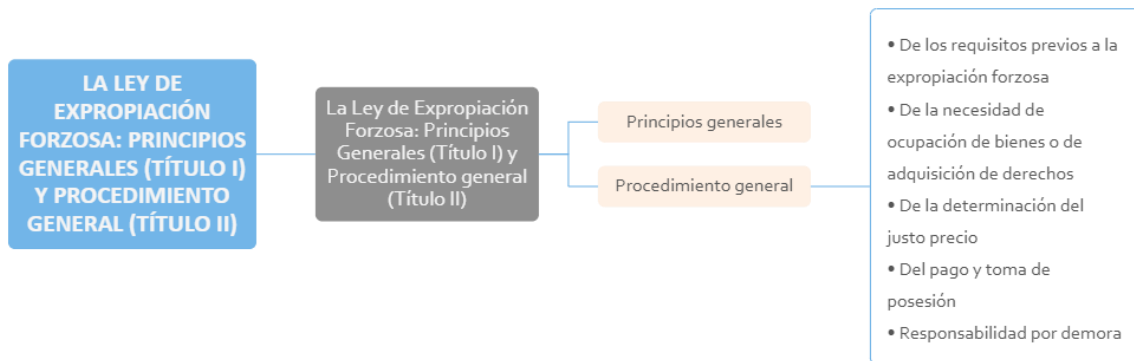 LA LEY DE
EXPROPIACIÓN
FORZOSA: PRINCIPIOS
GENERALES (TÍTULO I)
Y PROCEDIMIENTO
GENERAL (TÍTULO II)
La Ley de Expropiación
Forzosa: Principios
Generales (Título I) y
Procedimiento general
(Título II)
Principios generales
Procedimiento general
• De los requisitos previos a la
expropiación forzosa
• De la necesidad de
ocupación de bienes o de
adquisición de derechos
• De la determinación del
justo precio
• Del pago y toma de
posesión
• Responsabilidad por demora